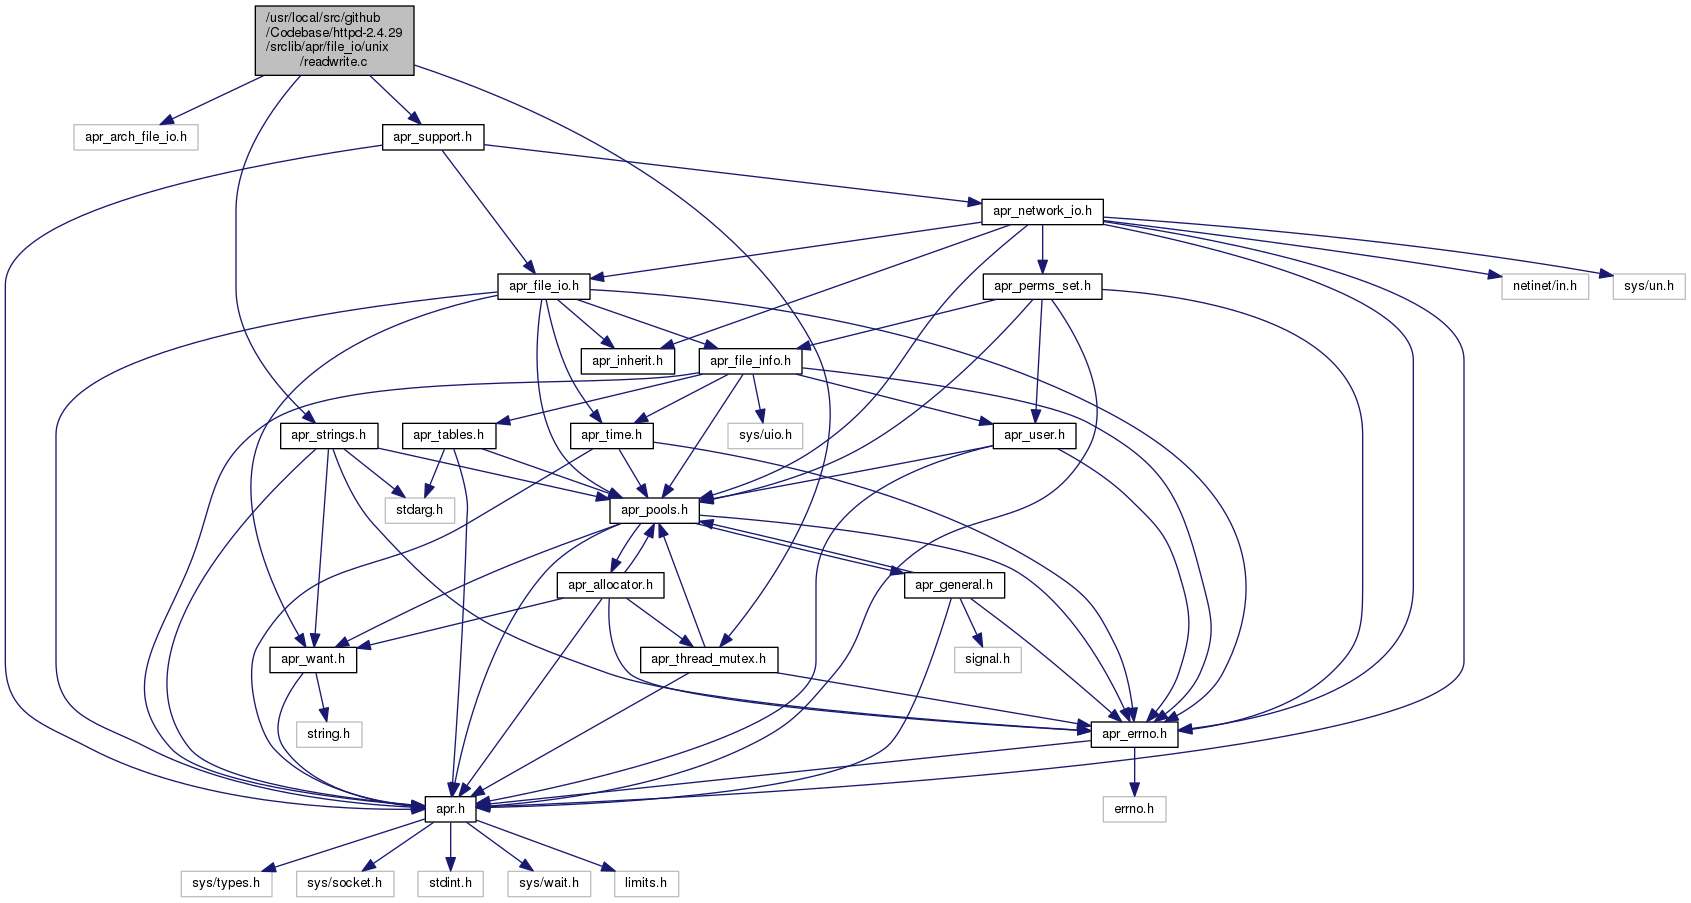 /usr/local/src/github
/Codebase/httpd-2.4.29
/srclib/apr/file_io/unix
/readwrite.c
apr_arch_file_io.h
apr_support.h
apr_network_io.h
apr_file_io.h
apr_perms_set.h
netinet/in.h
sys/un.h
apr_inherit.h
apr_file_info.h
apr_strings.h
apr_tables.h
apr_time.h
sys/uio.h
apr_user.h
stdarg.h
apr_pools.h
apr_allocator.h
apr_general.h
apr_want.h
apr_thread_mutex.h
signal.h
string.h
apr_errno.h
apr.h
errno.h
sys/types.h
sys/socket.h
stdint.h
sys/wait.h
limits.h